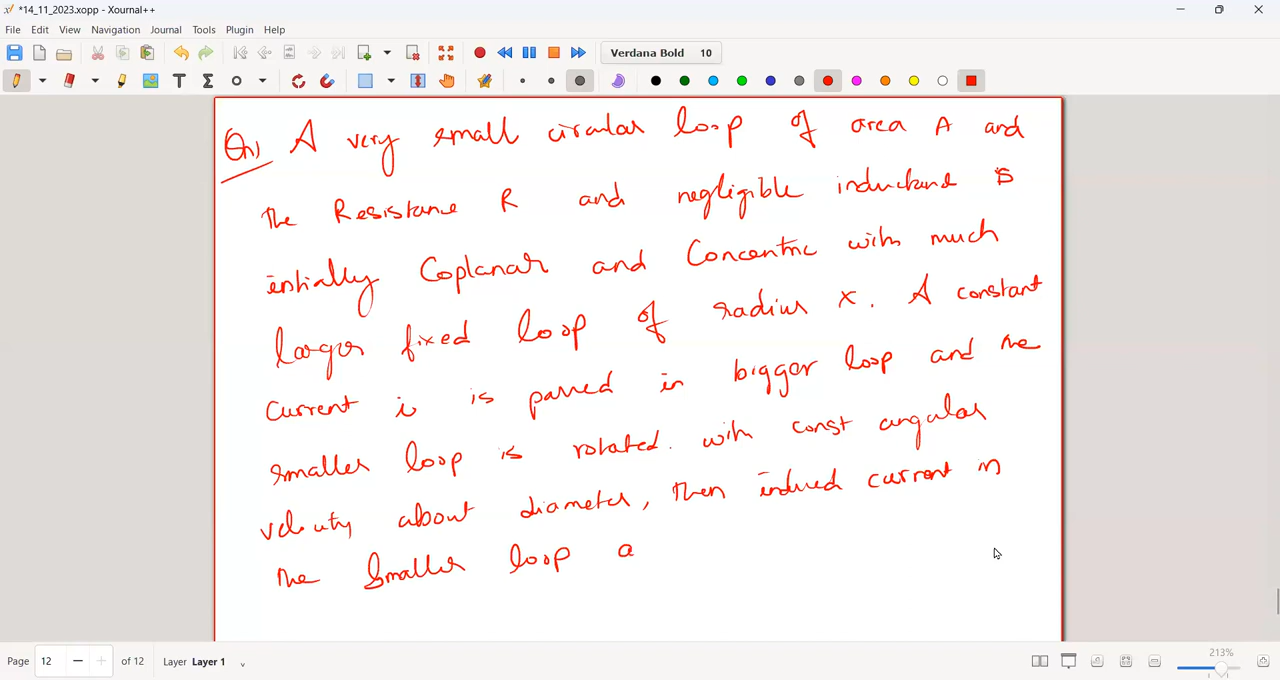 *14_11_2023.xopp - Xournal++
File Edit View Navigation Journal Tools Plugin Help
Verdana Bold 10
Qn) A very small circular loop of area A and
the Resistance R and negligible inductance is
initially Coplanar and Concentric with much
larger fixed loop of radius x. A constant
current i is passed in bigger loop and the
smaller loop is rotated. with const angular
velocity about diameter, then induced current in
the smaller loop a
213%
Page 12 of 12 Layer Layer 1